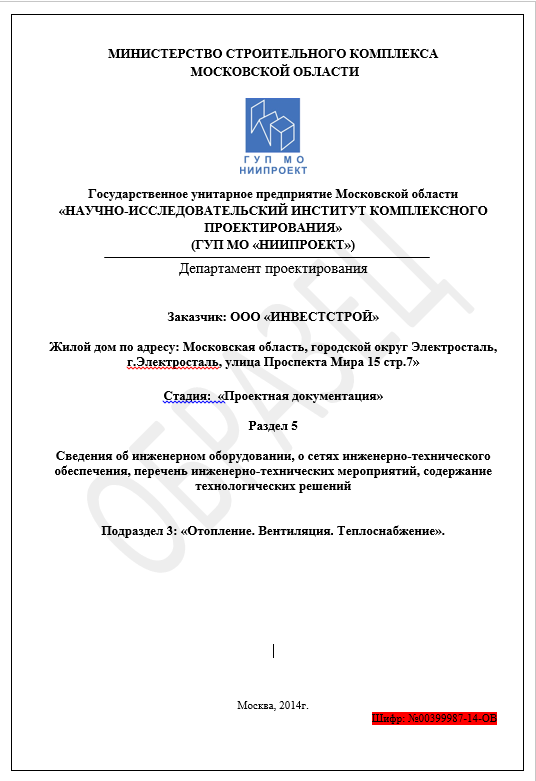 МИНИСТЕРСТВО СТРОИТЕЛЬНОГО КОМПЛЕКСА
МОСКОВСКОЙ ОБЛАСТИ
ГУП МО
НИИПРОЕКТ
Государственное унитарное предприятие Московской области
«НАУЧНО-ИССЛЕДОВАТЕЛЬСКИЙ ИНСТИТУТ КОМПЛЕКСНОГО
ПРОЕКТИРОВАНИЯ»
(ГУП МО «НИИПРОЕКТ»)
Департамент проектирования
Заказчик: ООО «ИНВЕСТСТРОЙ»
Жилой дом по адресу: Московская область, городской округ Электросталь,
г.Электросталь, улица Проспекта Мира 15 стр.7»
Стадия: «Проектная документация»
Раздел 5
Сведения об инженерном оборудовании, о сетях инженерно-технического
обеспечения, перечень инженерно-технических мероприятий, содержание
технологических решений
Подраздел 3: «Отопление. Вентиляция. Теплоснабжение».
ОБРАЗЕЦ
Москва, 2014г.
Шифр: №00399987-14-ОВ